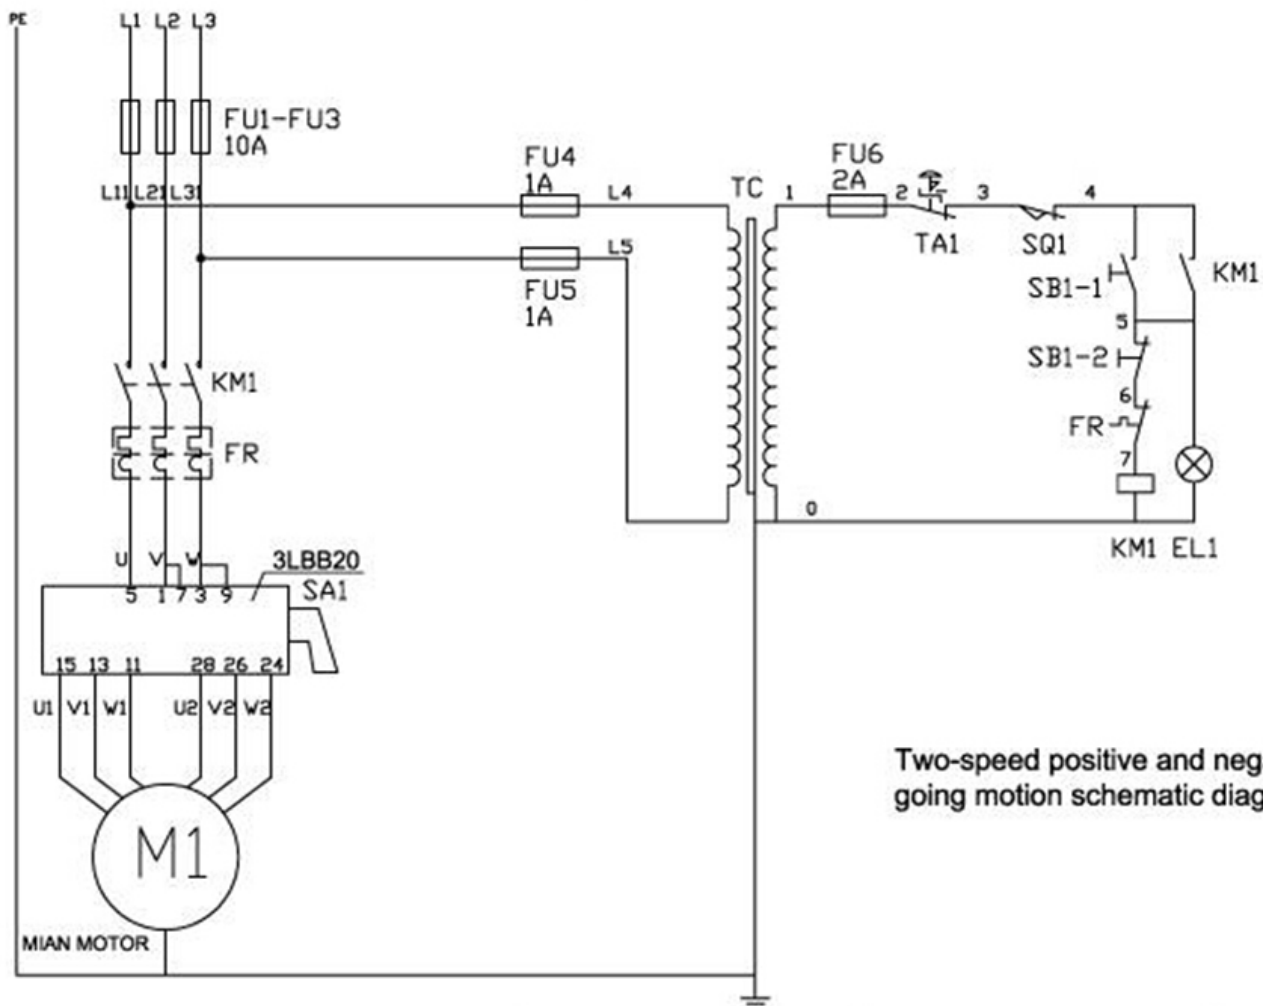 PE
L1 L2 L3
FU1-FU3
10A
L11 L21 L31
FU4
1A
L4
L5
FU5
1A
TC
1
FU6
2A
2
TA1
3
SQ1
4
SB1-1
KM1
5
SB1-2
6
FR
7
0
KM1 EL1
KM1
FR
U V W
3LBB20
SA1
5 1 7 3 9
15 13 11 28 26 24
U1 V1 W1 U2 V2 W2
M1
MIAN MOTOR
Two-speed positive and neg
going motion schematic diag